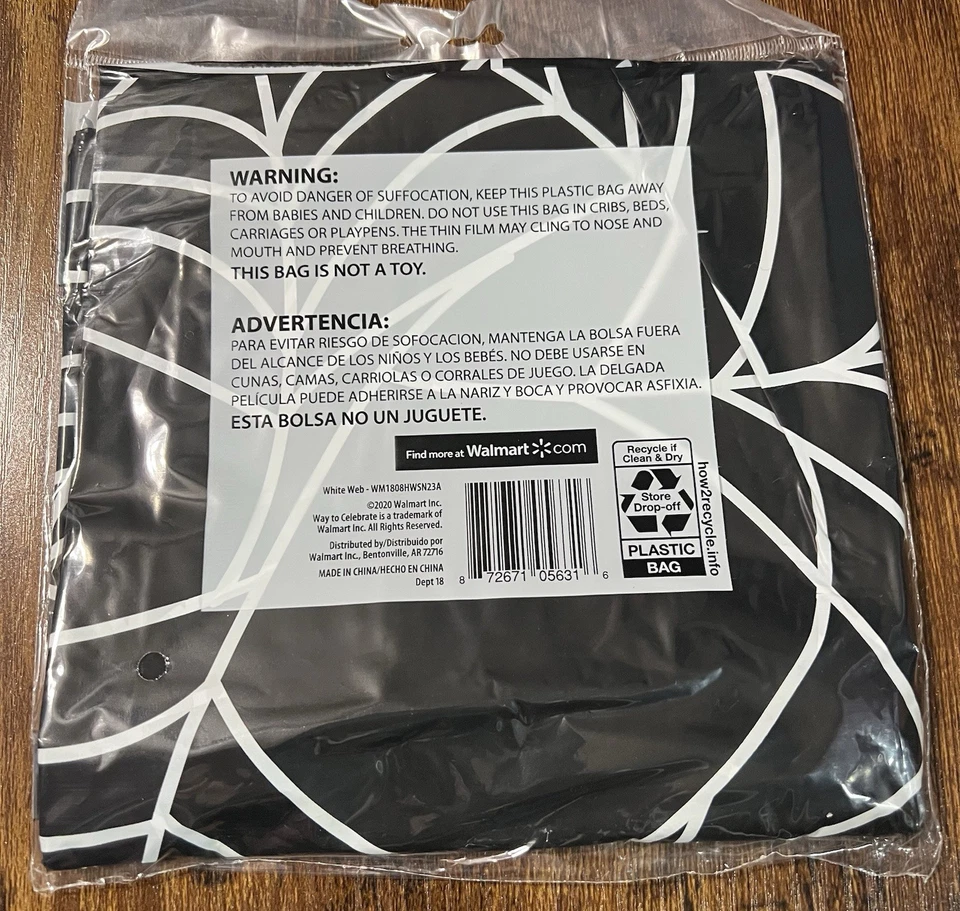 WARNING:
TO AVOID DANGER OF SUFFOCATION, KEEP THIS PLASTIC BAG AWAY
FROM BABIES AND CHILDREN. DO NOT USE THIS BAG IN CRIBS, BEDS,
CARRIAGES OR PLAYPENS. THE THIN FILM MAY CLING TO NOSE AND
MOUTH AND PREVENT BREATHING.
THIS BAG IS NOT A TOY.
ADVERTENCIA:
PARA EVITAR RIESGO DE SOFOCACION, MANTENGA LA BOLSA FUERA
DEL ALCANCE DE LOS NIÑOS Y LOS BEBÉS. NO DEBE USARSE EN
CUNAS, CAMAS, CARRIOLAS O CORRALES DE JUEGO. LA DELGADA
PELÍCULA PUEDE ADHERIRSE A LA NARIZ Y BOCA Y PROVOCAR ASFIXIA.
ESTA BOLSA NO UN JUGUETE.
Find more at Walmart com
White Web - WM1808HWSN23A
©2020 Walmart Inc.
Way to Celebrate is a trademark of
Walmart Inc. All Rights Reserved.
Distributed by/Distribuido por
Walmart Inc., Bentonville, AR 72716
MADE IN CHINA/HECHO EN CHINA
Dept 18
8 72671 05631 6
Recycle if
Clean & Dry
Store
Drop-off
PLASTIC
BAG
how2recycle.info